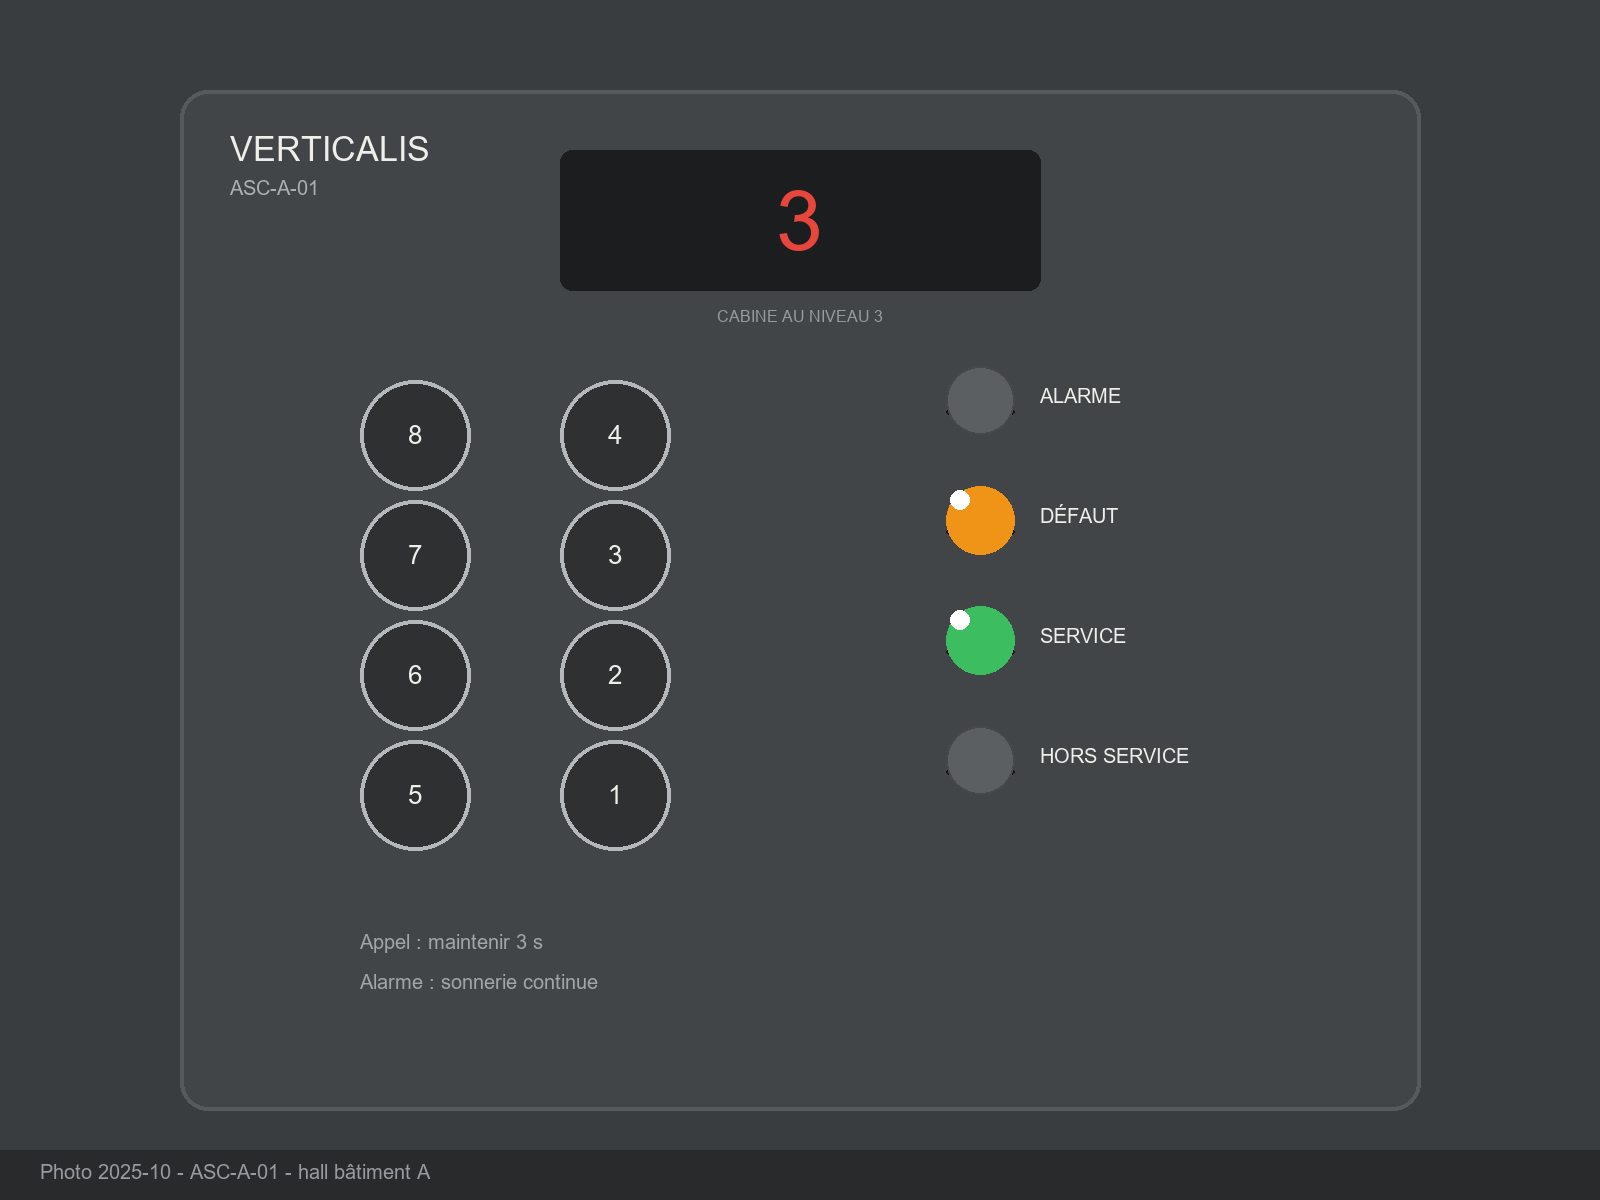 VERTICALIS
ASC-A-01
3
CABINE AU NIVEAU 3
8
4
7
3
6
2
5
1
ALARME
DÉFAUT
SERVICE
HORS SERVICE
Appel : maintenir 3 s
Alarme : sonnerie continue
Photo 2025-10 - ASC-A-01 - hall bâtiment A